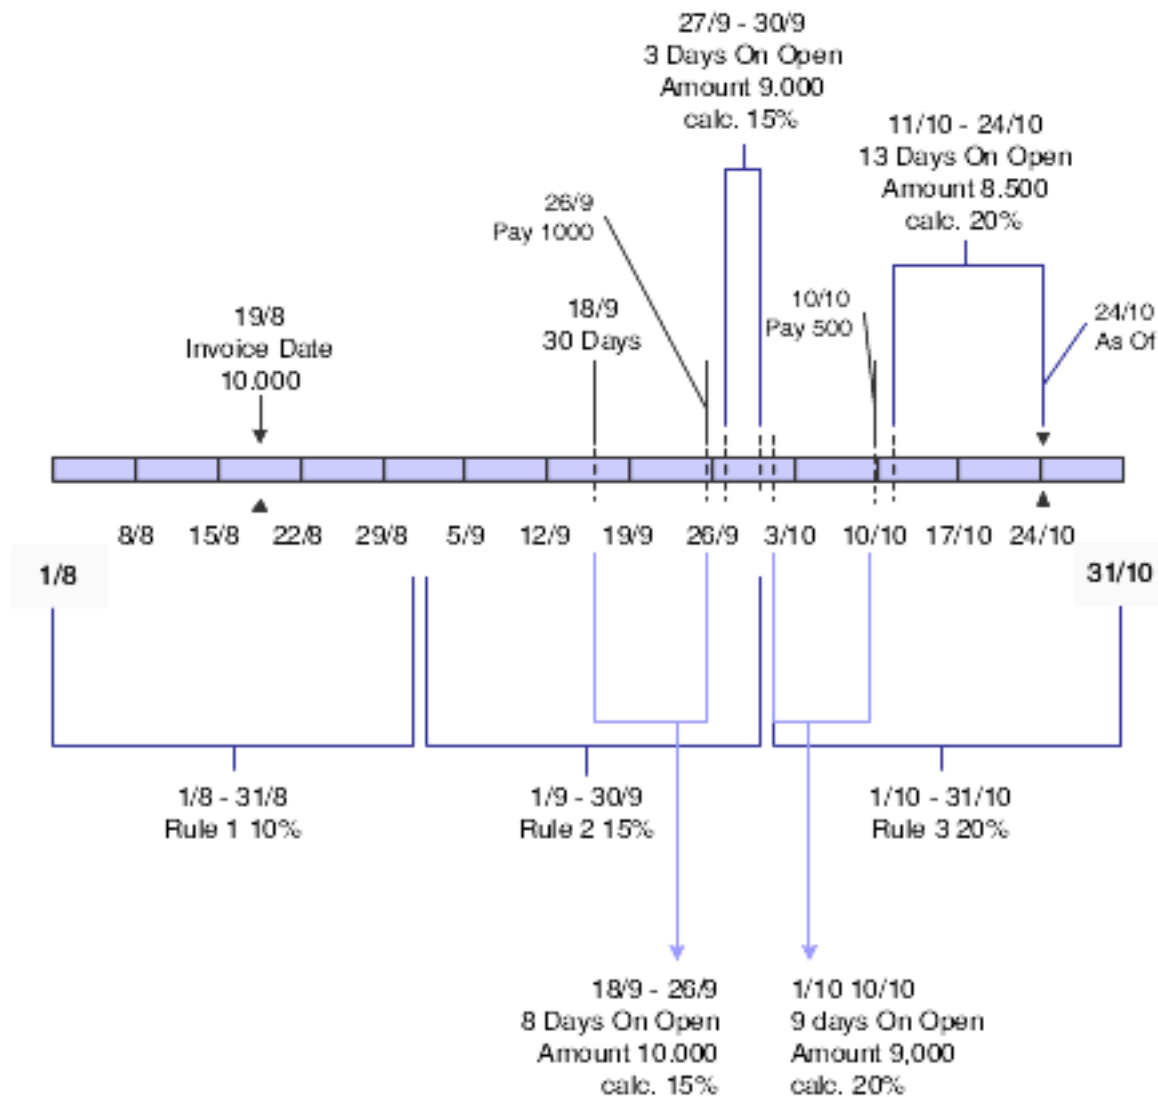 27/9 - 30/9
3 Days On Open
Amount 9.000
calc. 15%
11/10 - 24/10
13 Days On Open
Amount 8.500
calc. 20%
26/9
Pay 1000
18/9
30 Days
10/10
Pay 500
24/10
As Of
19/8
Invoice Date
10.000
8/8 15/8 22/8 29/8 5/9 12/9 19/9 26/9 3/10 10/10 17/10 24/10
1/8
31/10
1/8 - 31/8
Rule 1 10%
1/9 - 30/9
Rule 2 15%
1/10 - 31/10
Rule 3 20%
18/9 - 26/9
8 Days On Open
Amount 10.000
calc. 15%
1/10 10/10
9 days On Open
Amount 9,000
calc. 20%